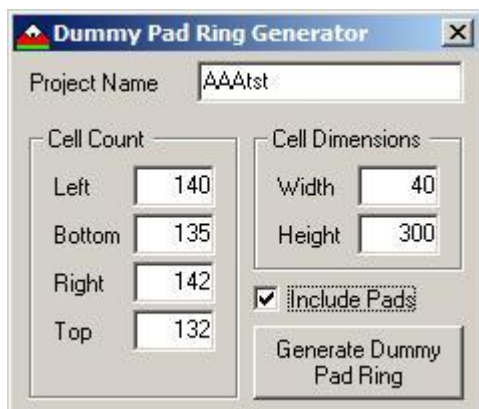 Dummy Pad Ring Generator
Project Name AAAtst
Cell Count
Left 140
Bottom 135
Right 142
Top 132
Cell Dimensions
Width 40
Height 300
Include Pads
Generate Dummy
Pad Ring